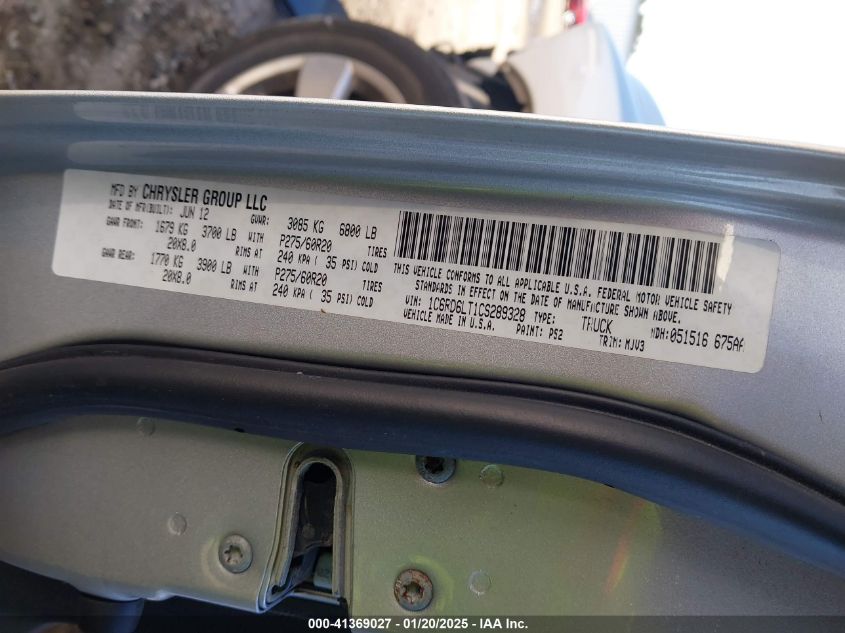 MFD BY CHRYSLER GROUP LLC
DATE OF MFR(BUILT): JUN 12 GVWR: 3085 KG 6800 LB
GAWR FRONT: 1679 KG 3700 LB WITH P275/60R20 TIRES
20X8.0 RIMS AT 240 KPA ( 35 PSI) COLD
GAWR REAR: 1770 KG 3900 LB WITH P275/60R20 TIRES
20X8.0 RIMS AT 240 KPA ( 35 PSI) COLD
THIS VEHICLE CONFORMS TO ALL APPLICABLE U.S.A. FEDERAL MOTOR VEHICLE SAFETY
STANDARDS IN EFFECT ON THE DATE OF MANUFACTURE SHOWN ABOVE.
VIN: 1C6RD6LT1CS289328 TYPE: TRUCK MDH:051516 675AA
VEHICLE MADE IN U.S.A. PAINT: PS2 TRIM: MJV3
000-41369027 - 01/20/2025 - IAA Inc.